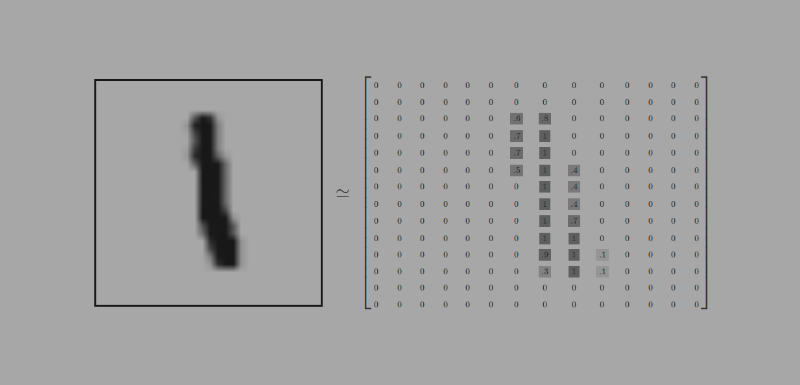 ≃
0 0 0 0 0 0 0 0 0 0 0 0 0 0
0 0 0 0 0 0 0 0 0 0 0 0 0 0
0 0 0 0 0 0 .6 .8 0 0 0 0 0 0
0 0 0 0 0 0 .7 1 0 0 0 0 0 0
0 0 0 0 0 0 .7 1 0 0 0 0 0 0
0 0 0 0 0 0 .5 1 .4 0 0 0 0 0
0 0 0 0 0 0 0 1 .4 0 0 0 0 0
0 0 0 0 0 0 0 1 .4 0 0 0 0 0
0 0 0 0 0 0 0 1 .7 0 0 0 0 0
0 0 0 0 0 0 0 1 1 0 0 0 0 0
0 0 0 0 0 0 0 .9 1 .1 0 0 0 0
0 0 0 0 0 0 0 .3 1 .1 0 0 0 0
0 0 0 0 0 0 0 0 0 0 0 0 0 0
0 0 0 0 0 0 0 0 0 0 0 0 0 0